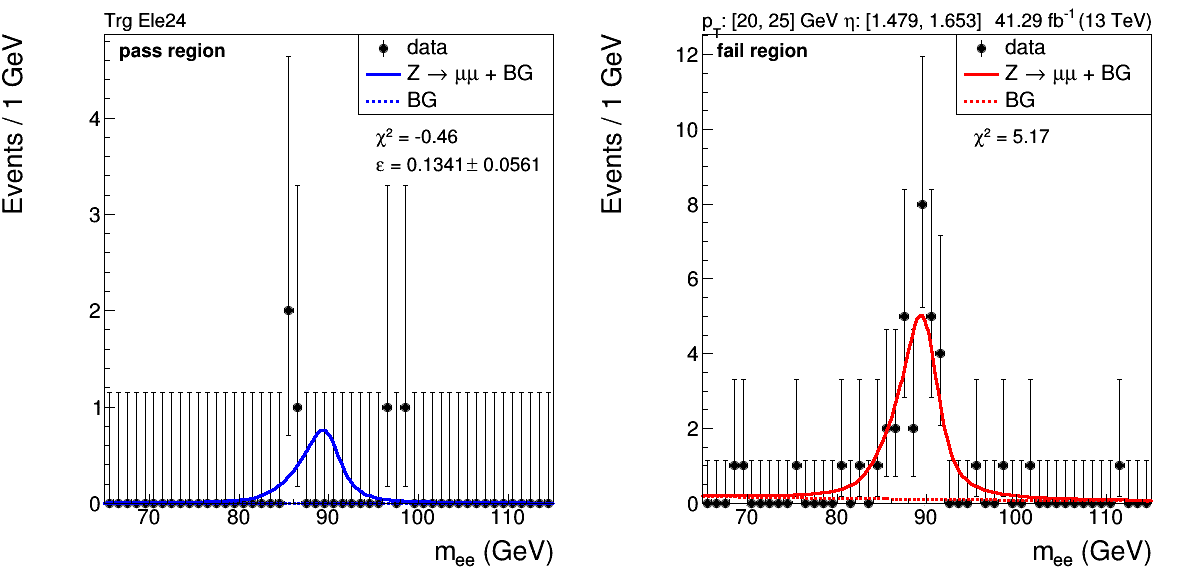 Trg Ele24
pass region
data
Z → μμ + BG
BG
χ² = -0.46
ε = 0.1341 ± 0.0561
Events / 1 GeV
4
3
2
1
0
70 80 90 100 110
m_ee (GeV)
p_T: [20, 25] GeV η: [1.479, 1.653] 41.29 fb⁻¹ (13 TeV)
fail region
data
Z → μμ + BG
BG
χ² = 5.17
Events / 1 GeV
12
10
8
6
4
2
0
70 80 90 100 110
m_ee (GeV)